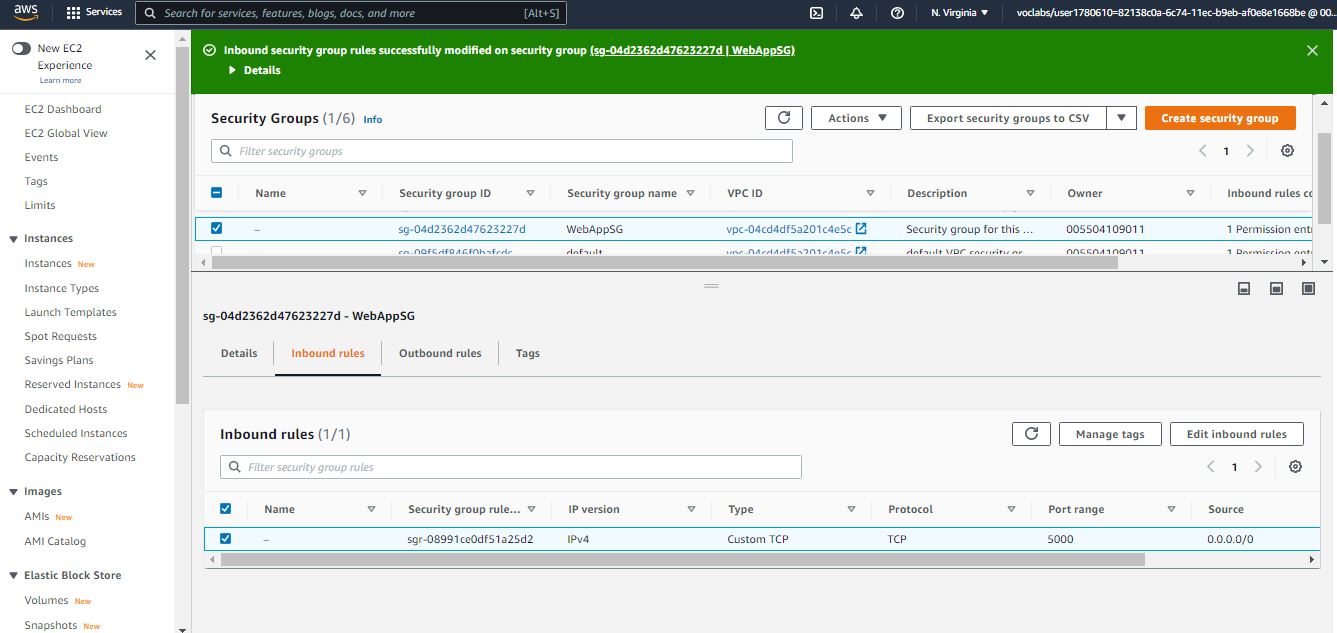 aws Services Search for services, features, blogs, docs, and more [Alt+S] N. Virginia voclabs/user1780610=82138c0a-6c74-11ec-b9eb-af0e8e1668be @ 00...
New EC2
Experience
Learn more
EC2 Dashboard
EC2 Global View
Events
Tags
Limits
Instances
Instances New
Instance Types
Launch Templates
Spot Requests
Savings Plans
Reserved Instances New
Dedicated Hosts
Scheduled Instances
Capacity Reservations
Images
AMIs New
AMI Catalog
Elastic Block Store
Volumes New
Snapshots New
Inbound security group rules successfully modified on security group (sg-04d2362d47623227d | WebAppSG)
Details
Security Groups (1/6) Info Actions Export security groups to CSV Create security group
Filter security groups 1
Name Security group ID Security group name VPC ID Description Owner Inbound rules co
– sg-04d2362d47623227d WebAppSG vpc-04cd4df5a201c4e5c Security group for this ... 005504109011 1 Permission entr
– sg-09f5df846f0bafcdc default vpc-04cd4df5a201c4e5c default VPC security gr 005504109011 1 Permission entr
sg-04d2362d47623227d - WebAppSG
Details Inbound rules Outbound rules Tags
Inbound rules (1/1) Manage tags Edit inbound rules
Filter security group rules 1
Name Security group rule... IP version Type Protocol Port range Source
– sgr-08991ce0df51a25d2 IPv4 Custom TCP TCP 5000 0.0.0.0/0